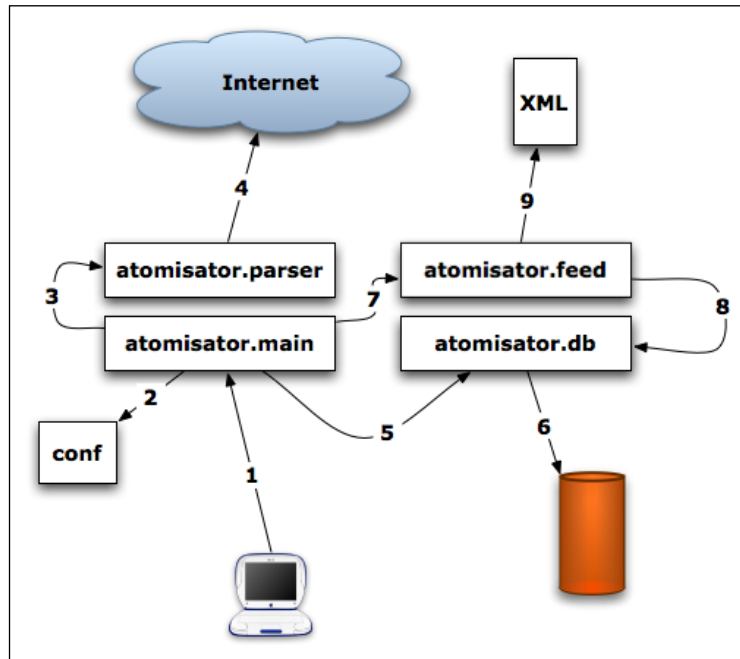 Internet
XML
4
9
atomisator.parser
atomisator.feed
3
7
8
atomisator.main
atomisator.db
2
5
6
conf
1